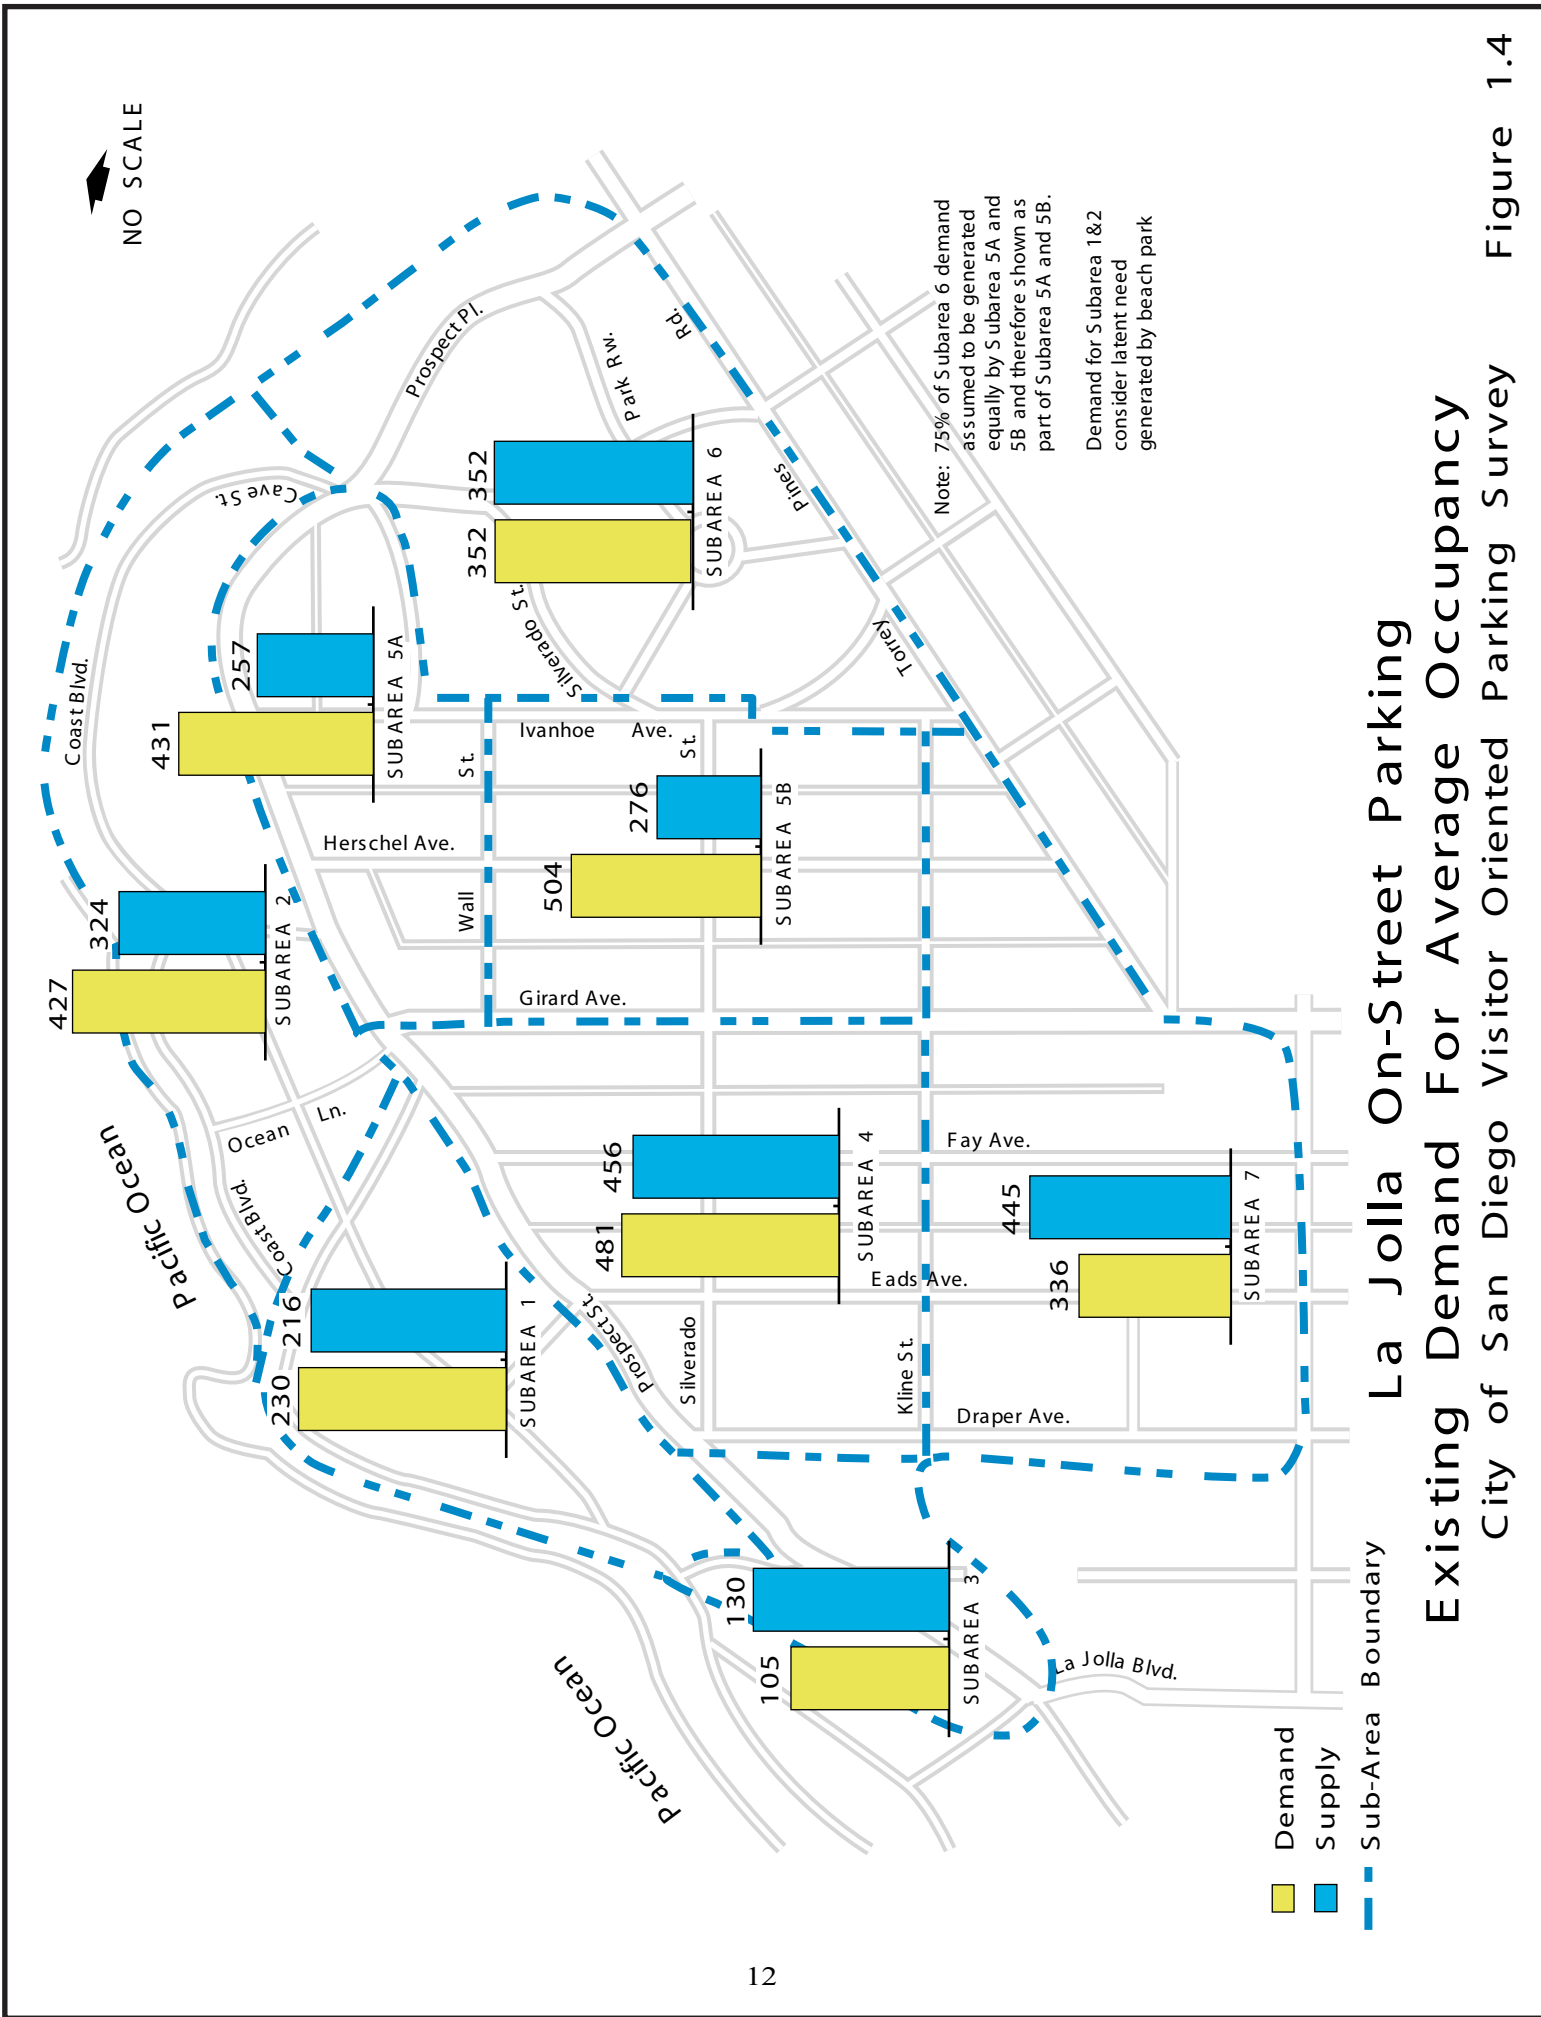 NO SCALE
Coast Blvd.
Cave St.
Prospect Pl.
Park Rw.
Rd.
Pines
Torrey
427
324
SUBAREA 2
431
257
SUBAREA 5A
352
352
SUBAREA 6
Silverado St.
Ivanhoe Ave.
St.
St.
Wall
Herschel Ave.
Girard Ave.
504
276
SUBAREA 5B
Pacific Ocean
Ocean Ln.
Coast Blvd.
230
216
SUBAREA 1
481
456
SUBAREA 4
Fay Ave.
Eads Ave.
336
445
SUBAREA 7
Prospect St.
Silverado
Kline St.
Draper Ave.
105
130
SUBAREA 3
La Jolla Blvd.
Pacific Ocean
Note: 75% of Subarea 6 demand
assumed to be generated
equally by Subarea 5A and
5B and therefore shown as
part of Subarea 5A and 5B.
Demand for Subarea 1&2
consider latent need
generated by beach park
Demand
Supply
Sub-Area Boundary
La Jolla On-Street Parking
Existing Demand For Average Occupancy
City of San Diego Visitor Oriented Parking Survey
Figure 1.4
12